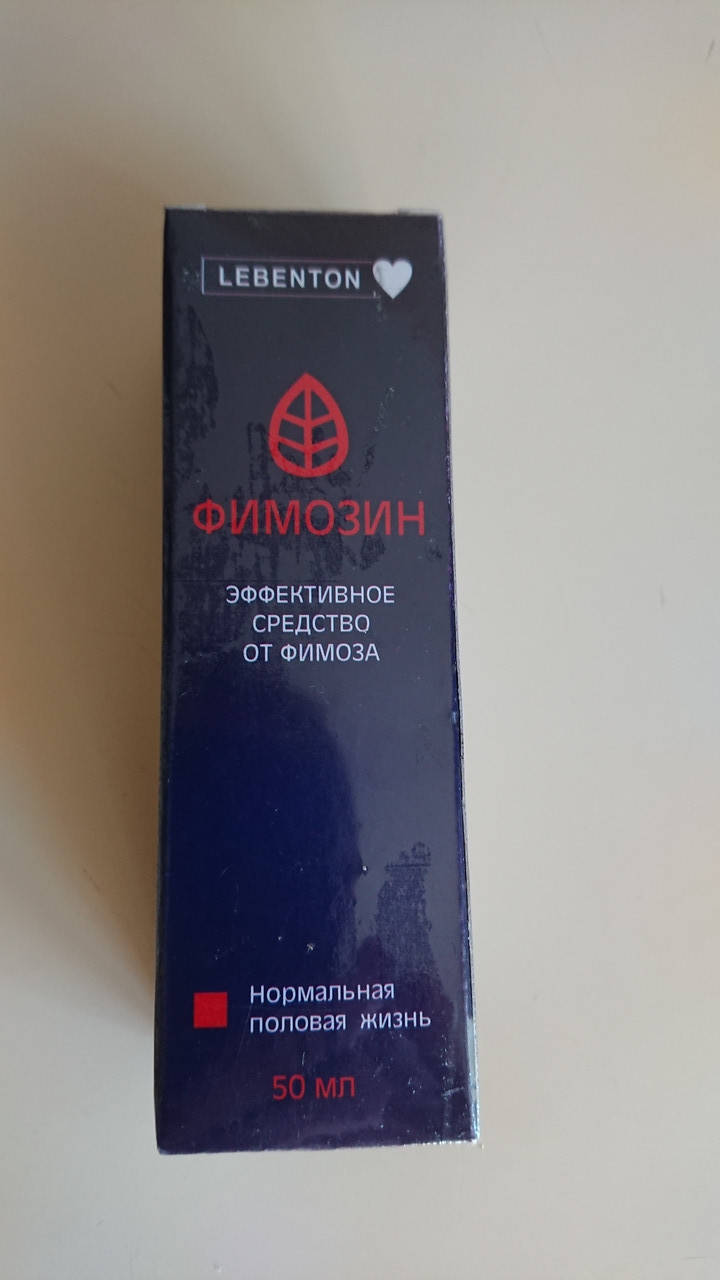 LEBENTON
ФИМОЗИН
ЭФФЕКТИВНОЕ
СРЕДСТВО
ОТ ФИМОЗА
Нормальная
половая жизнь
50 мл